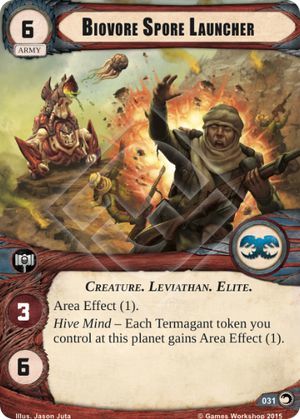 6
ARMY
Biovore Spore Launcher
Creature. Leviathan. Elite.
3
Area Effect (1).
Hive Mind – Each Termagant token you
control at this planet gains Area Effect (1).
6
031
Illus. Jason Juta
© Games Workshop 2015